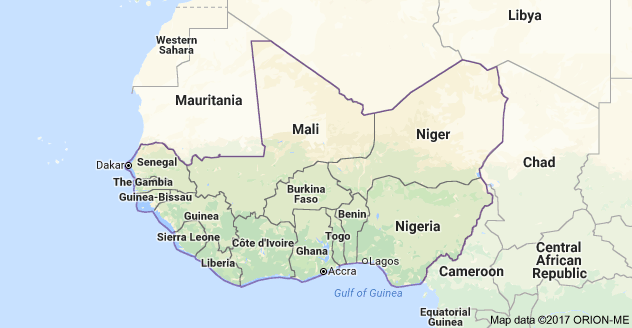 Libya
Western
Sahara
Mauritania
Mali
Niger
Chad
Dakar
Senegal
The Gambia
Guinea-Bissau
Burkina
Faso
Guinea
Benin
Nigeria
Sierra Leone
Côte d'Ivoire
Togo
Ghana
Liberia
Lagos
Accra
Central
African
Republic
Cameroon
Gulf of Guinea
Equatorial
Guinea
Map data ©2017 ORION-ME